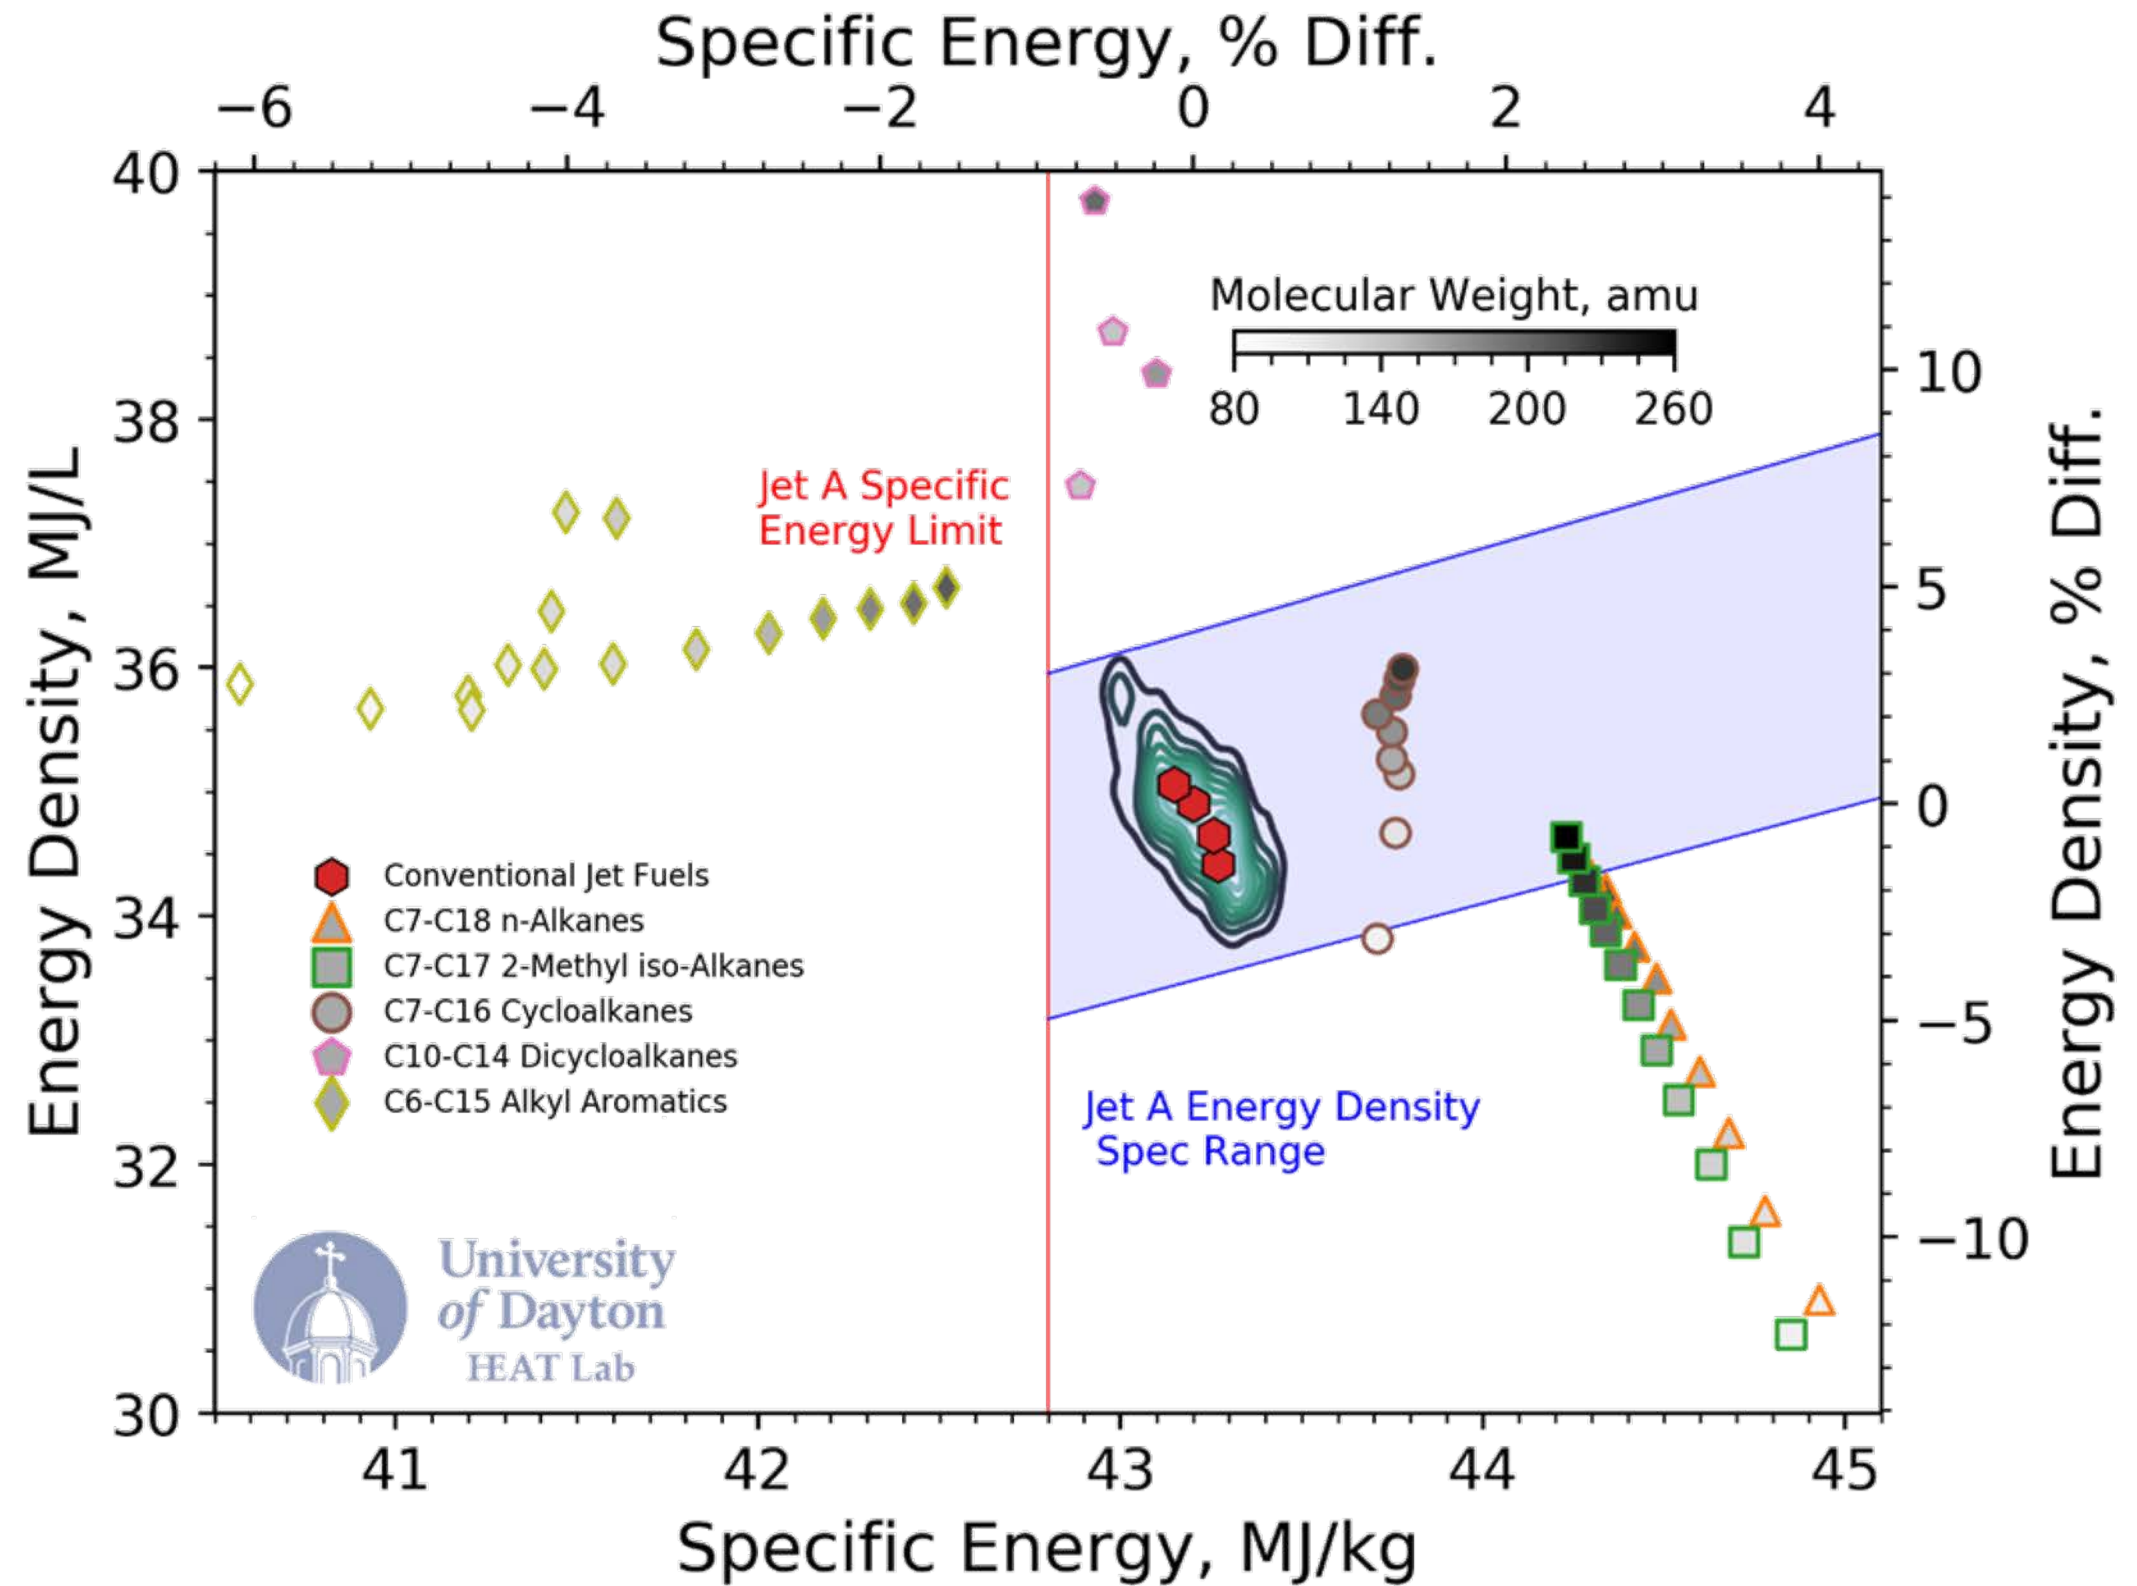 Specific Energy, % Diff.
−6 −4 −2 0 2 4
40
38
36
34
32
30
Energy Density, MJ/L
Molecular Weight, amu
80 140 200 260
Jet A Specific
Energy Limit
Conventional Jet Fuels
C7-C18 n-Alkanes
C7-C17 2-Methyl iso-Alkanes
C7-C16 Cycloalkanes
C10-C14 Dicycloalkanes
C6-C15 Alkyl Aromatics
Jet A Energy Density
Spec Range
University
of Dayton
HEAT Lab
10
5
0
−5
−10
Energy Density, % Diff.
41 42 43 44 45
Specific Energy, MJ/kg